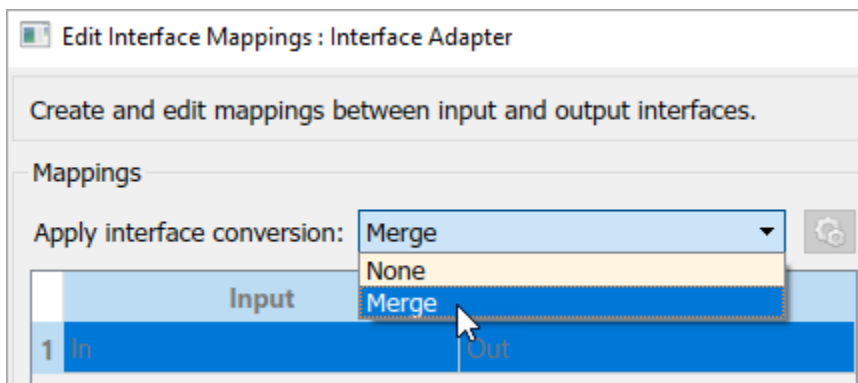 Edit Interface Mappings : Interface Adapter
Create and edit mappings between input and output interfaces.
Mappings
Apply interface conversion: Merge
None
Merge
Input
1 In Out